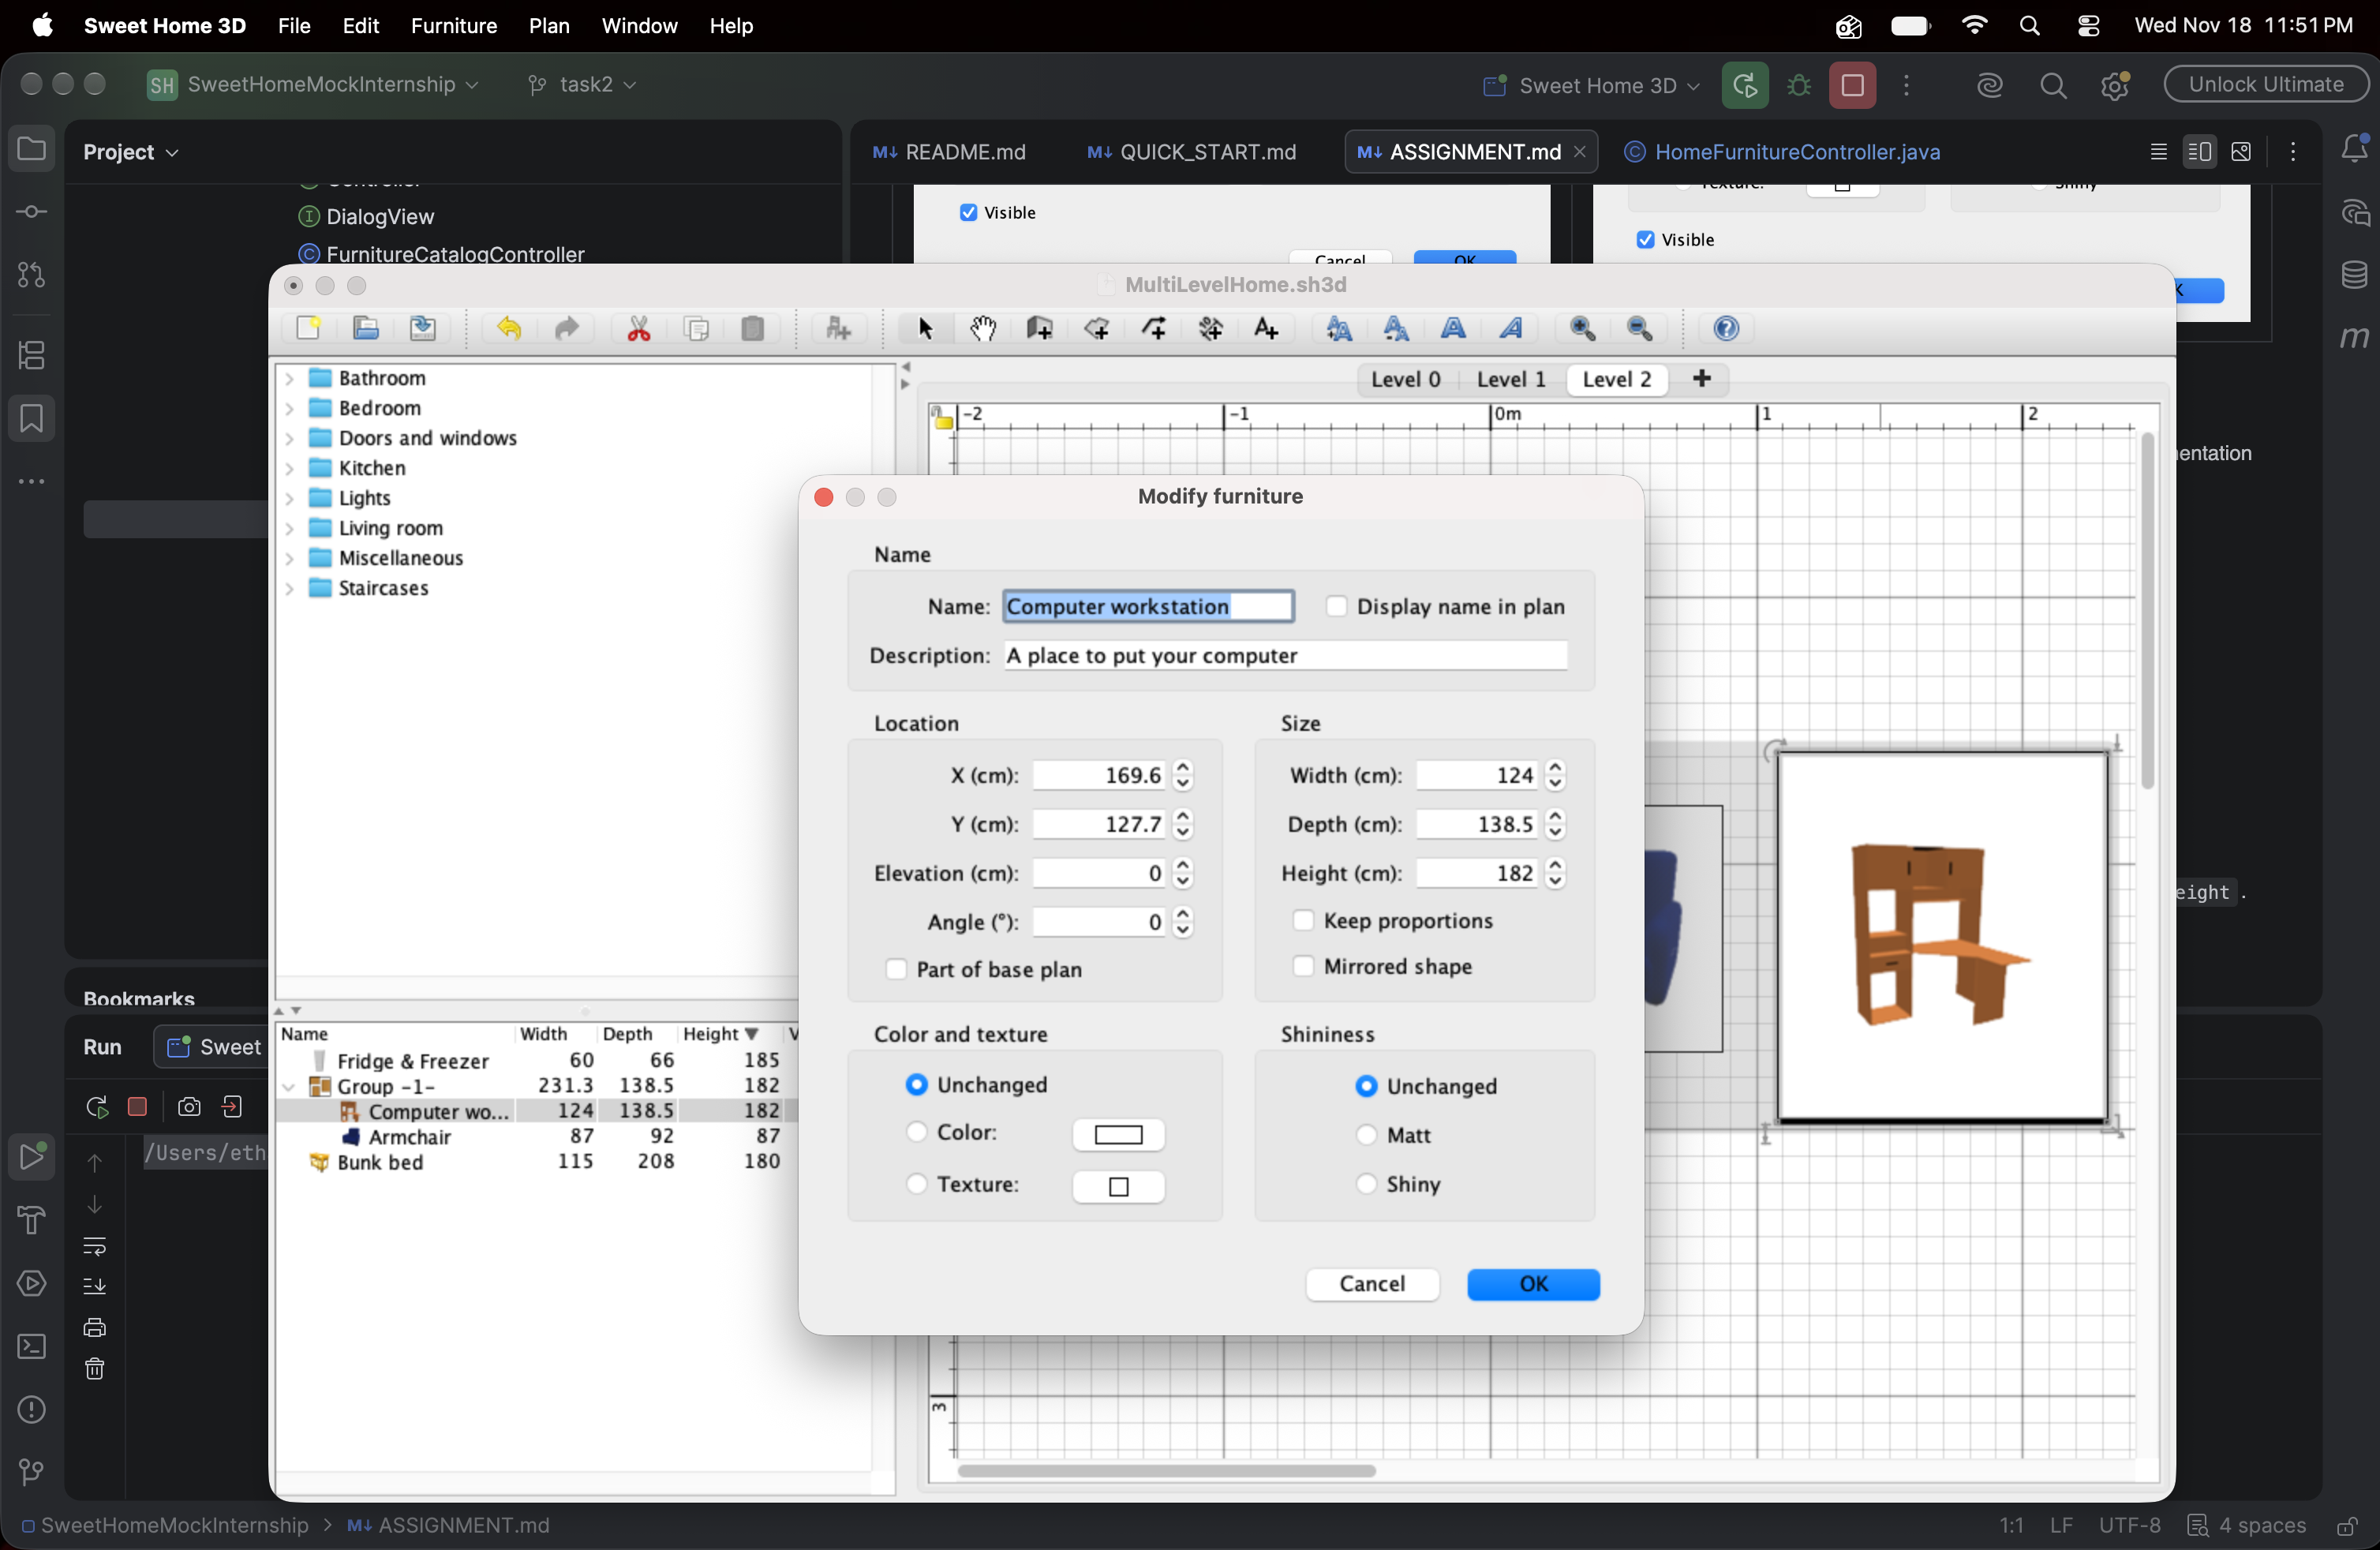 Sweet Home 3D File Edit Furniture Plan Window Help Wed Nov 18 11:51 PM
SH SweetHomeMockInternship task2 Sweet Home 3D Unlock Ultimate
Project
README.md QUICK_START.md ASSIGNMENT.md HomeFurnitureController.java
DialogView
FurnitureCatalogController
Visible
Cancel OK
Texture: Shiny
Visible
MultiLevelHome.sh3d
Bathroom
Bedroom
Doors and windows
Kitchen
Lights
Living room
Miscellaneous
Staircases
Level 0 Level 1 Level 2 +
-2 -1 0m 1 2
3
entation
eight .
Modify furniture
Name
Name: Computer workstation Display name in plan
Description: A place to put your computer
Location
X (cm): 169.6
Y (cm): 127.7
Elevation (cm): 0
Angle (°): 0
Part of base plan
Size
Width (cm): 124
Depth (cm): 138.5
Height (cm): 182
Keep proportions
Mirrored shape
Color and texture
Unchanged
Color:
Texture:
Shininess
Unchanged
Matt
Shiny
Cancel OK
Name Width Depth Height V
Fridge & Freezer 60 66 185
Group -1- 231.3 138.5 182
Computer wo... 124 138.5 182
Armchair 87 92 87
Bunk bed 115 208 180
Bookmarks
Run Sweet
/Users/eth
SweetHomeMockInternship > ASSIGNMENT.md 1:1 LF UTF-8 4 spaces